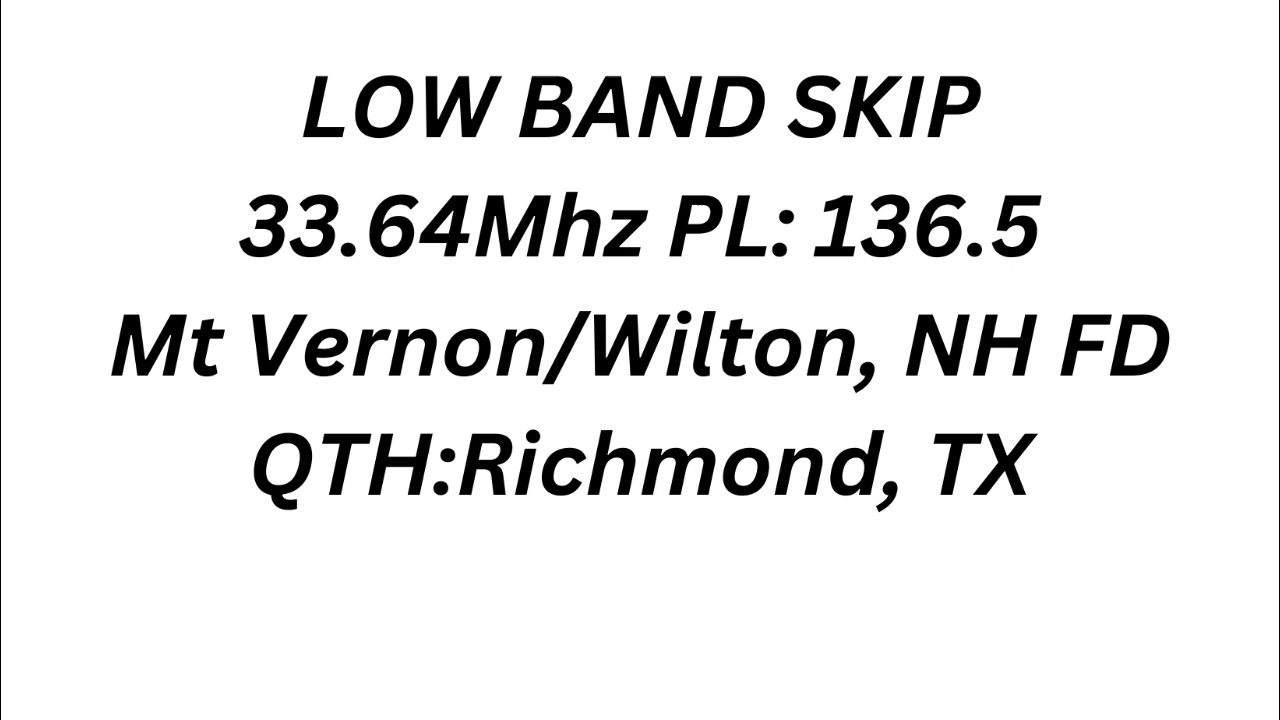 LOW BAND SKIP
33.64Mhz PL: 136.5
Mt Vernon/Wilton, NH FD
QTH:Richmond, TX